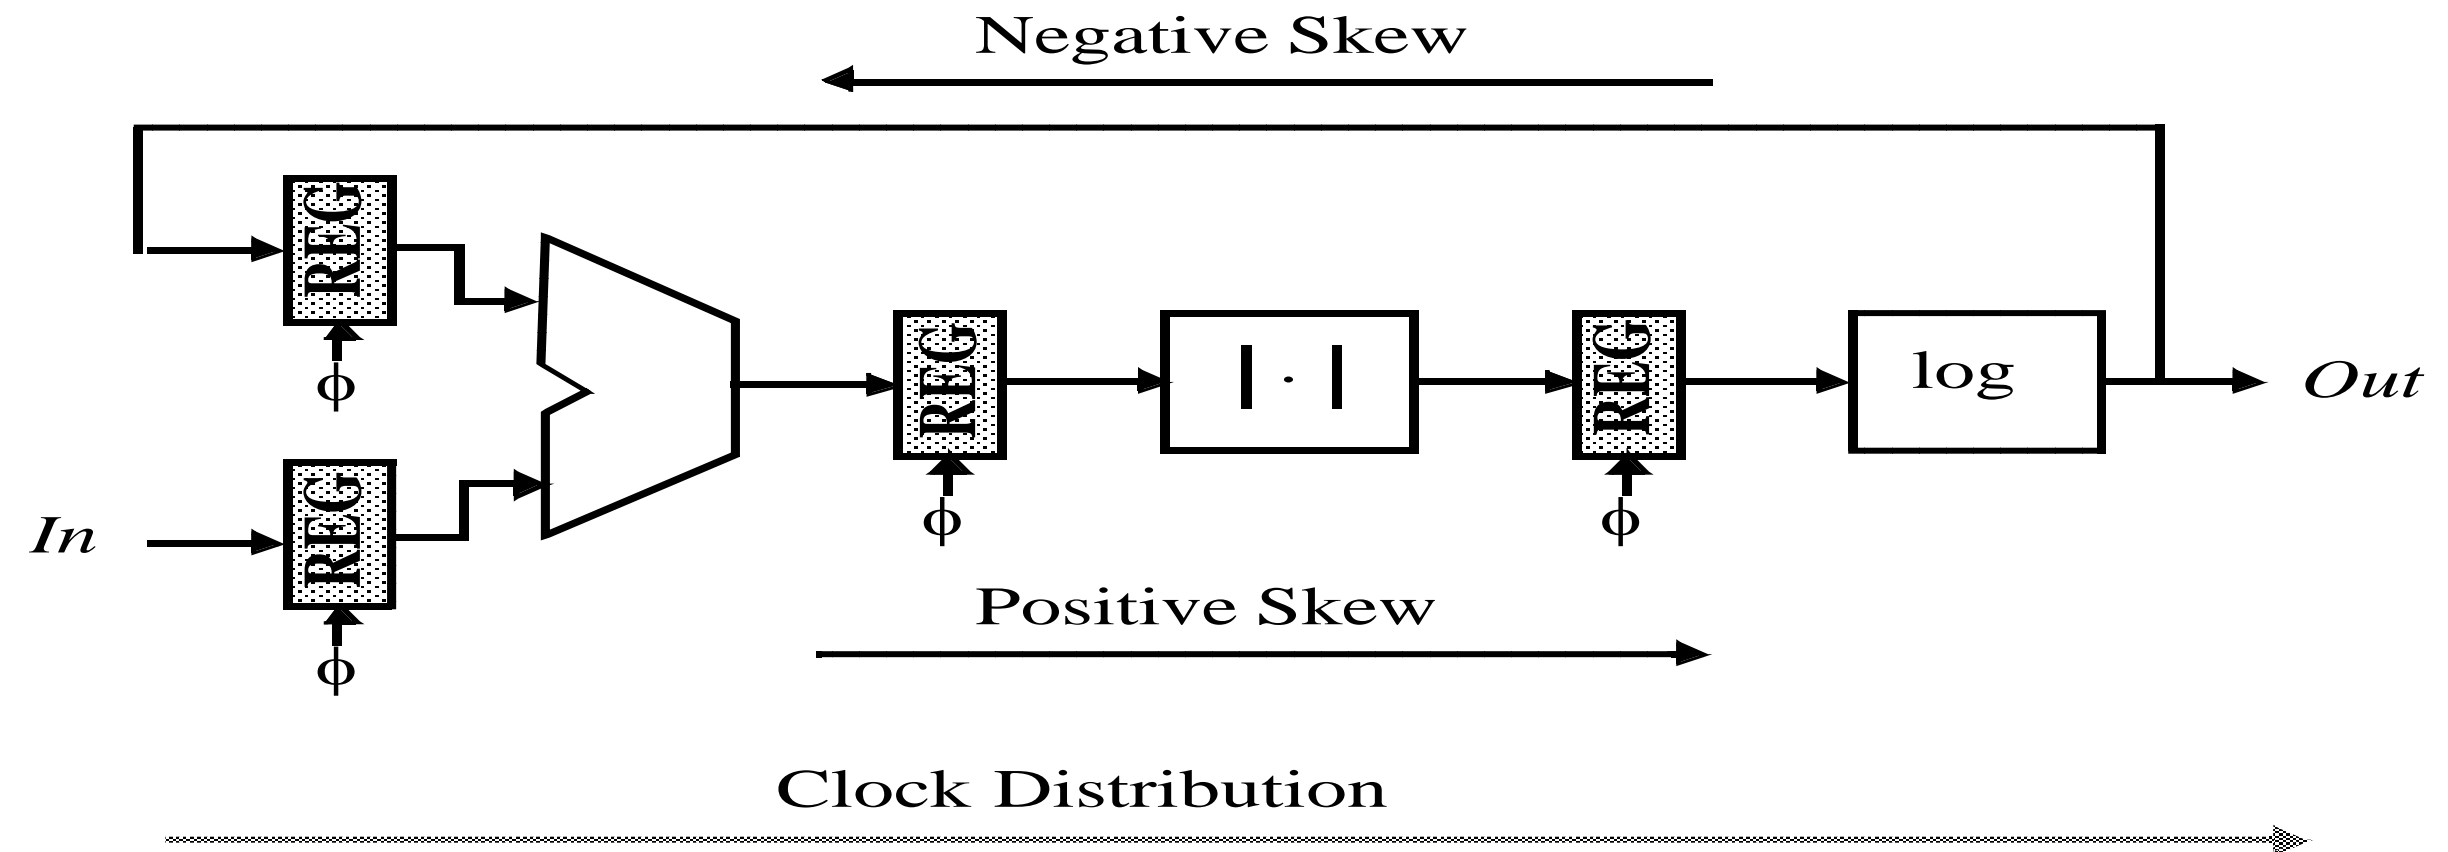 Negative Skew
REG
ϕ
REG
| · |
REG
log
Out
ϕ
ϕ
In
REG
ϕ
Positive Skew
Clock Distribution